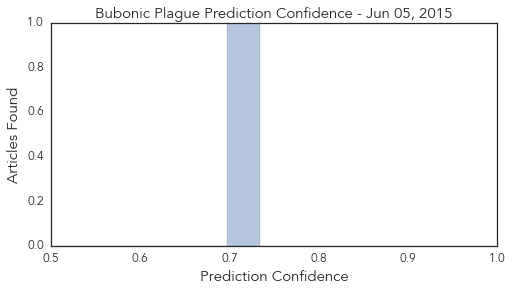 Bubonic Plague Prediction Confidence - Jun 05, 2015
Articles Found
1.0
0.8
0.6
0.4
0.2
0.0
0.5 0.6 0.7 0.8 0.9 1.0
Prediction Confidence